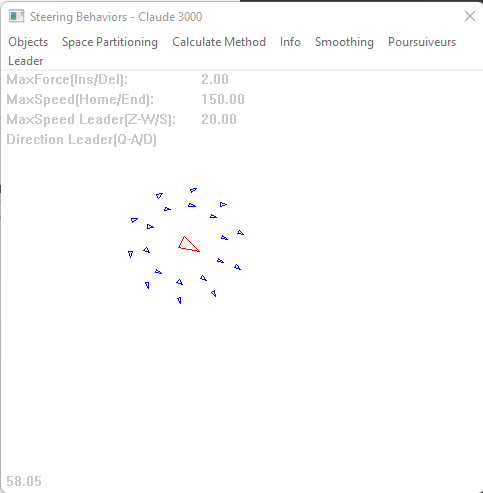 Steering Behaviors - Claude 3000
Objects Space Partitioning Calculate Method Info Smoothing Poursuiveurs
Leader
MaxForce(Ins/Del): 2.00
MaxSpeed(Home/End): 150.00
MaxSpeed Leader(Z-W/S): 20.00
Direction Leader(Q-A/D)
58.05